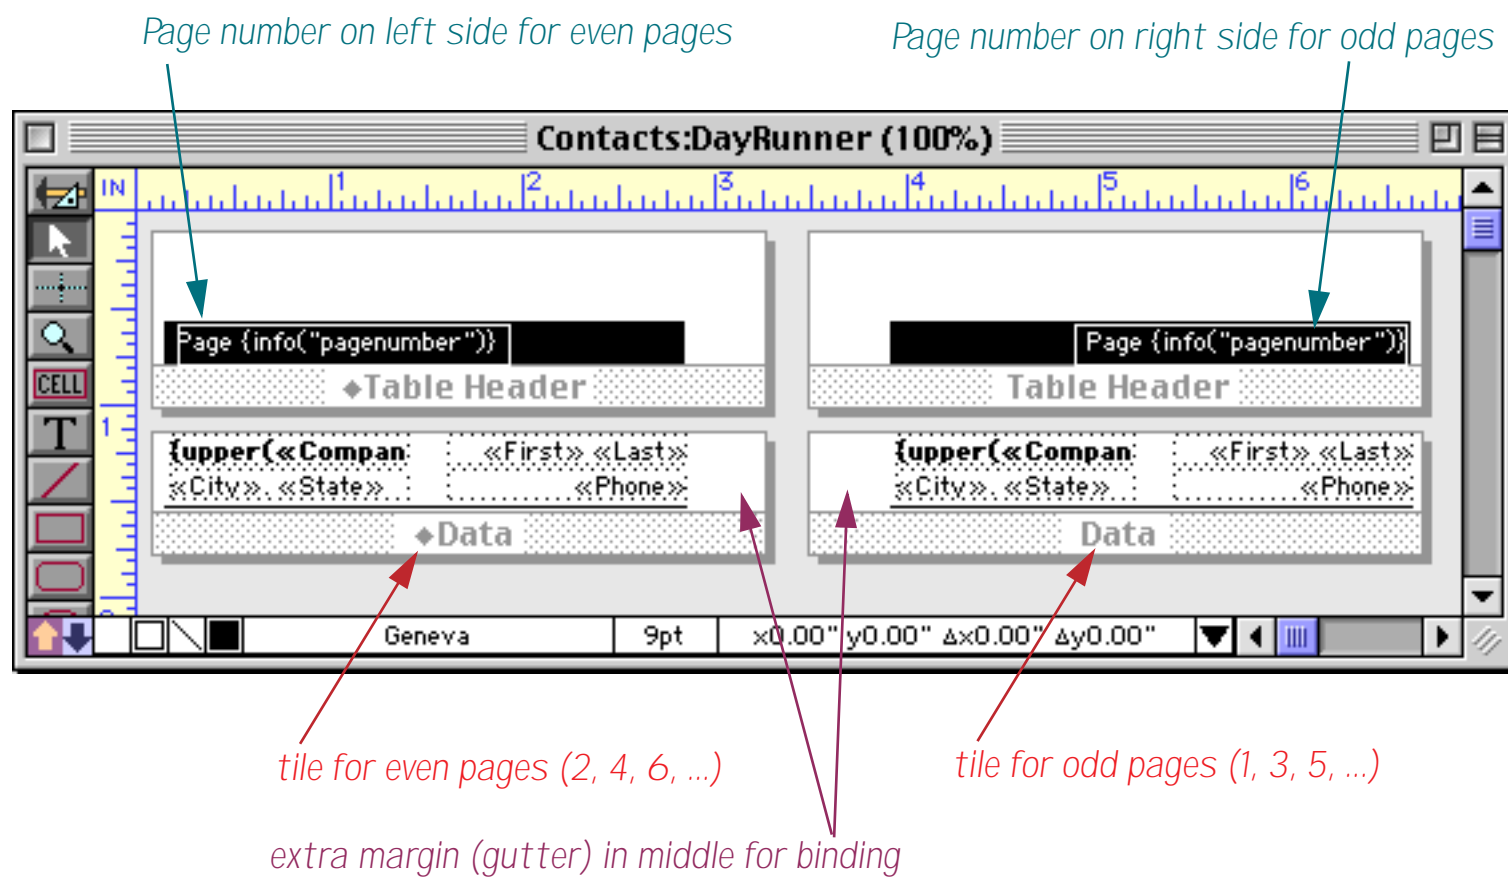 Page number on left side for even pages
Page number on right side for odd pages
Contacts:DayRunner (100%)
IN 1 2 3 4 5 6
Page {info("pagenumber")}
Page {info("pagenumber")}
CELL
◆Table Header
Table Header
T
1
{upper(«Compan «First» «Last»
{upper(«Compan «First» «Last»
«City», «State» «Phone»
«City», «State» «Phone»
◆Data
Data
Geneva 9pt x0.00" y0.00" Δx0.00" Δy0.00"
tile for even pages (2, 4, 6, ...)
tile for odd pages (1, 3, 5, ...)
extra margin (gutter) in middle for binding